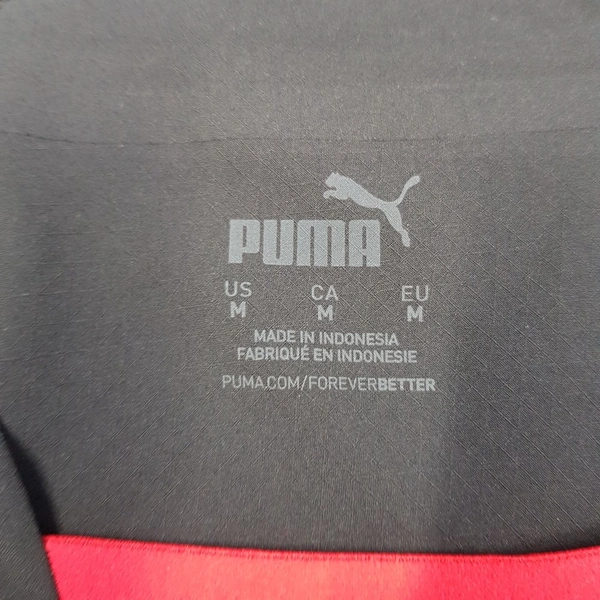 PUMA
US CA EU
M M M
MADE IN INDONESIA
FABRIQUÉ EN INDONESIE
PUMA.COM/FOREVERBETTER